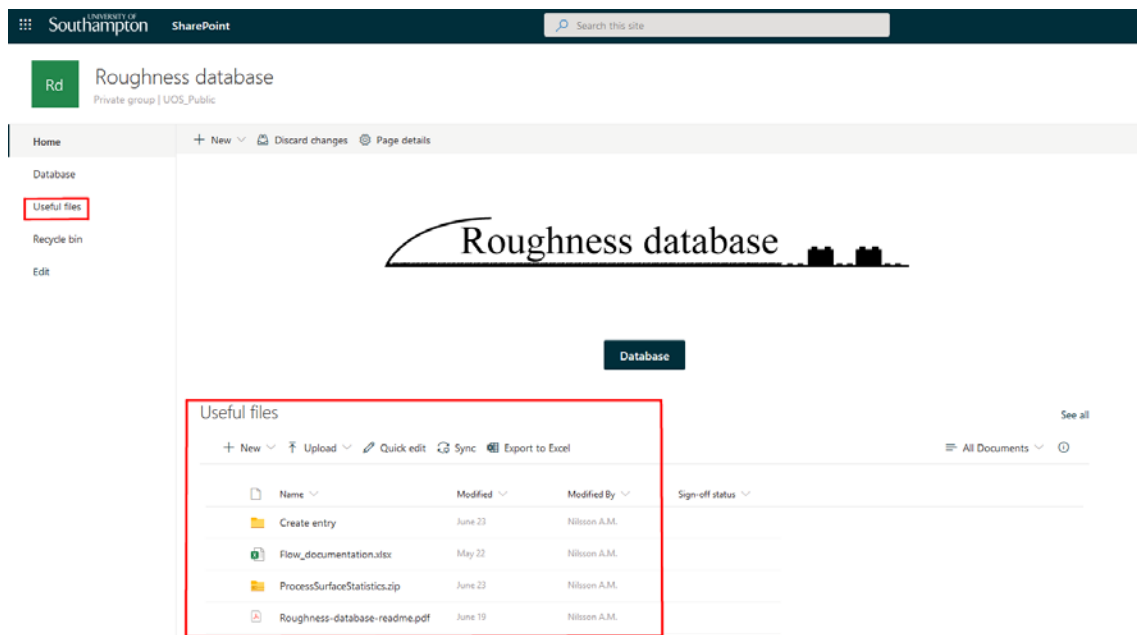 UNIVERSITY OF
Southampton SharePoint Search this site
Rd Roughness database
Private group | UOS_Public
Home + New Discard changes Page details
Database
Useful files
Recycle bin
Edit
Roughness database
Database
Useful files See all
+ New Upload Quick edit Sync Export to Excel All Documents
Name Modified Modified By Sign-off status
Create entry June 23 Nilsson A.M.
Flow_documentation.xlsx May 22 Nilsson A.M.
ProcessSurfaceStatistics.zip June 23 Nilsson A.M.
Roughness-database-readme.pdf June 19 Nilsson A.M.